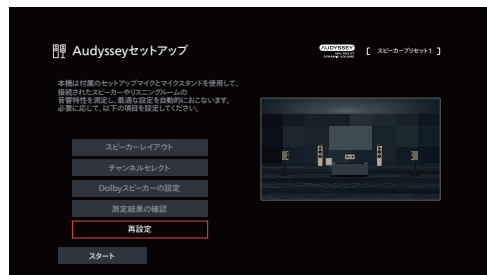 Audysseyセットアップ
AUDYSSEY
MULTEQ XT
DYNAMIC VOLUME
[ スピーカープリセット1 ]
本機は付属のセットアップマイクとマイクスタンドを使用して、
接続されたスピーカーやリスニングルームの
音響特性を測定し、最適な設定を自動的におこないます。
必要に応じて、以下の項目を設定してください。
スピーカーレイアウト
チャンネルセレクト
Dolbyスピーカーの設定
測定結果の確認
再設定
スタート